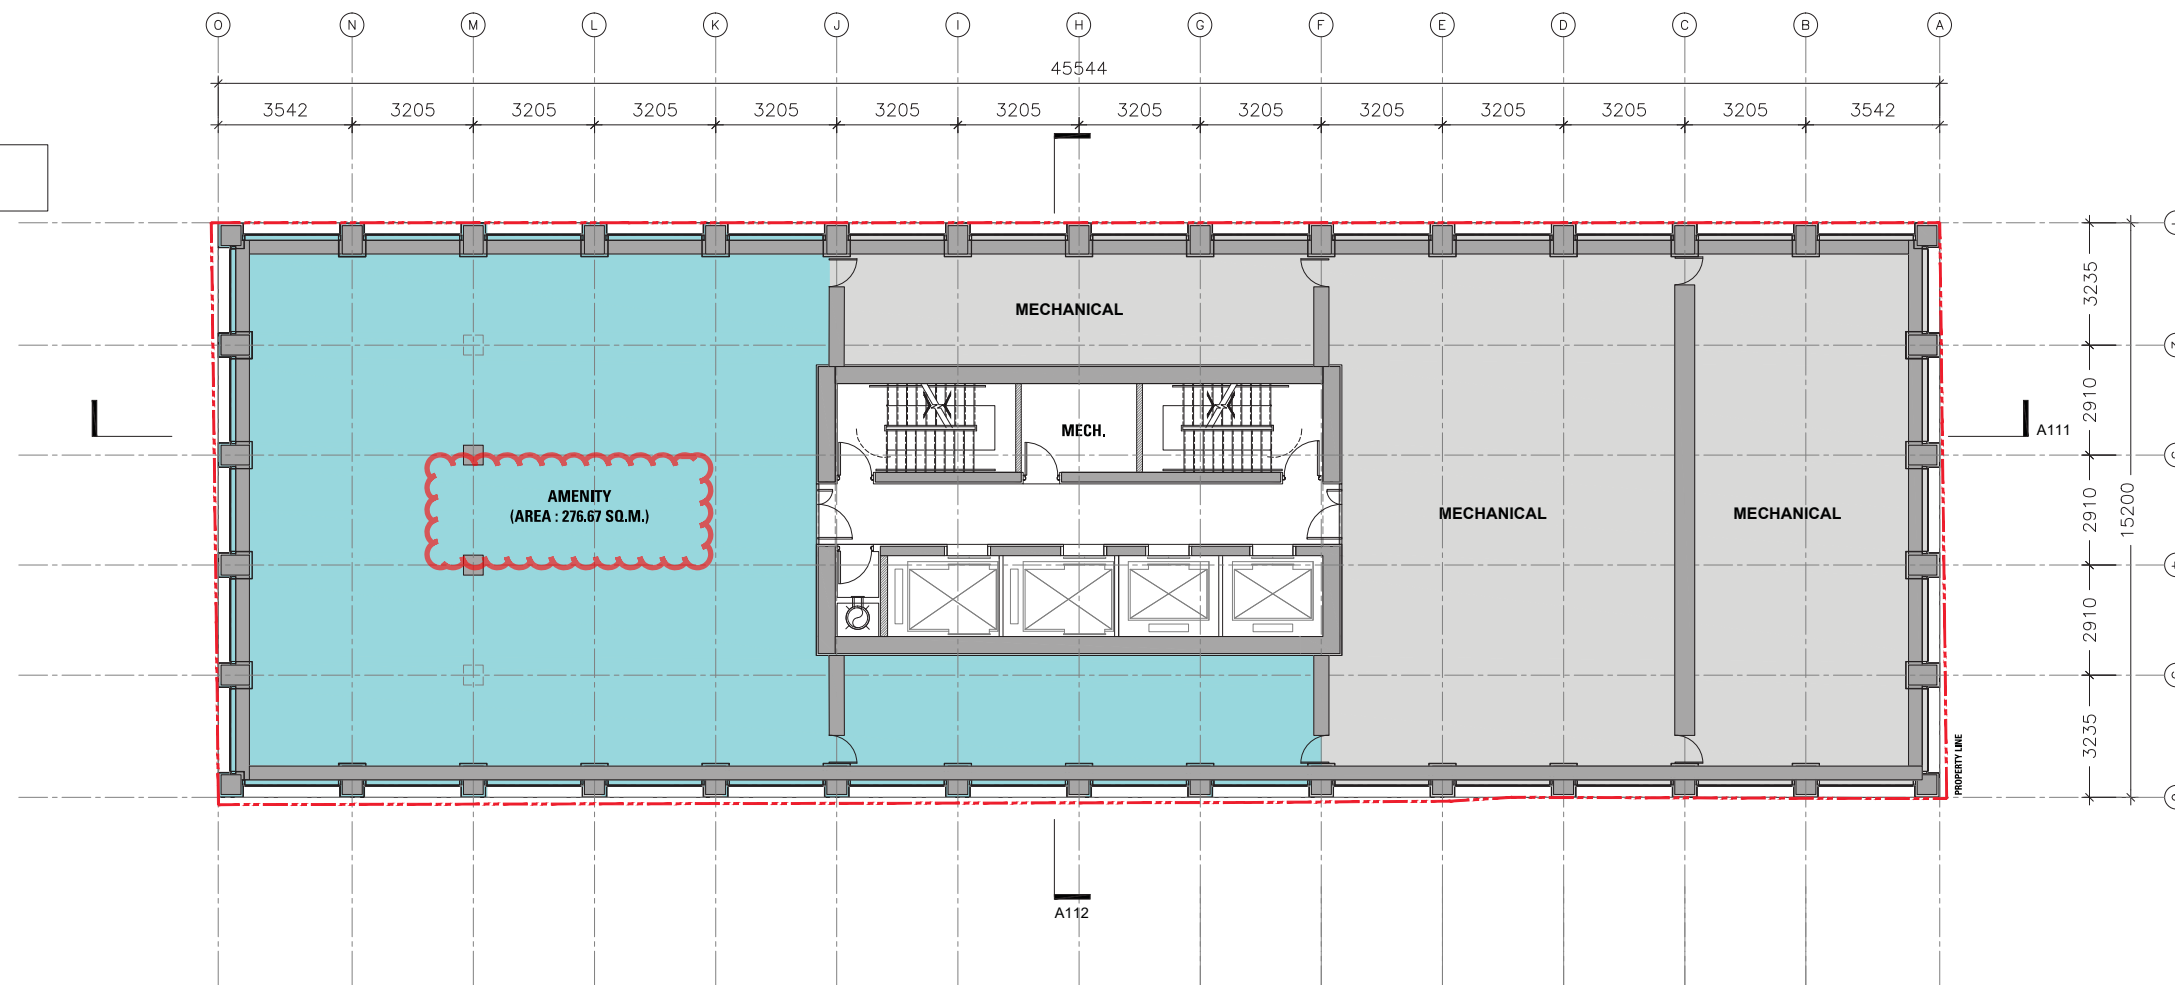 O N M L K J I H G F E D C B A
45544
3542 3205 3205 3205 3205 3205 3205 3205 3205 3205 3205 3205 3205 3542
MECHANICAL
3235
2910
MECH.
A111
AMENITY
(AREA : 276.67 SQ.M.)
MECHANICAL
MECHANICAL
2910
15200
2910
3235
PROPERTY LINE
A112